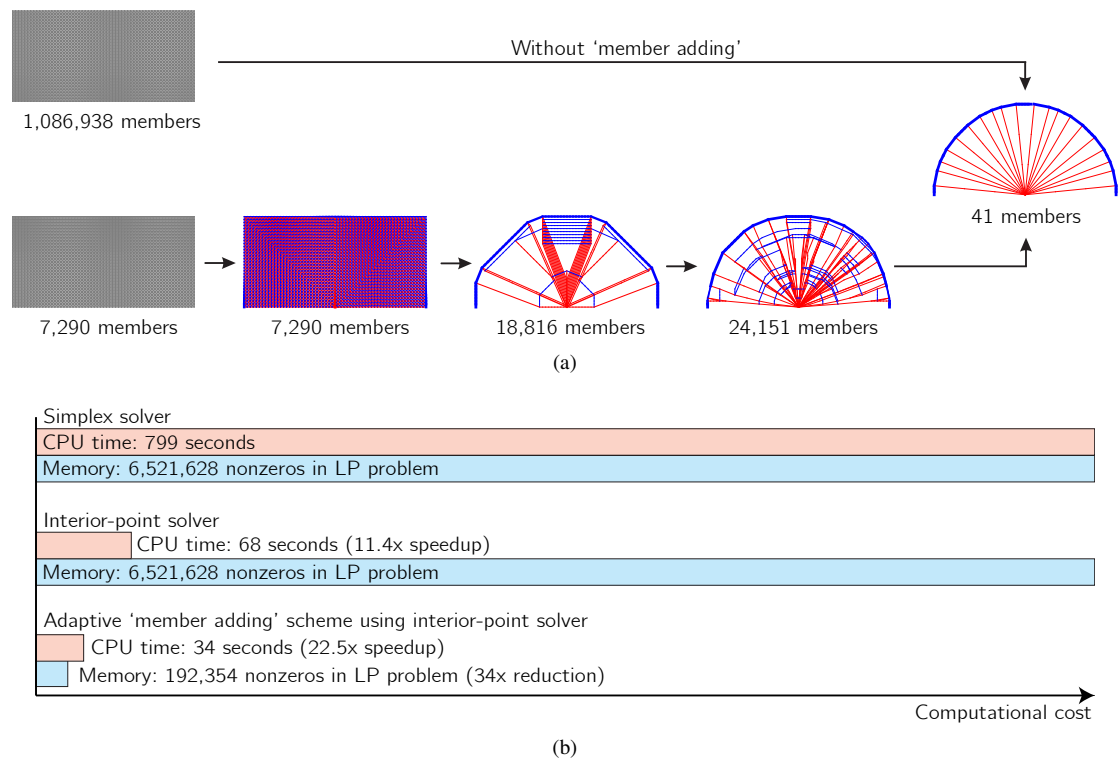 Without ‘member adding’
1,086,938 members
41 members
7,290 members
7,290 members
18,816 members
24,151 members
(a)
Simplex solver
CPU time: 799 seconds
Memory: 6,521,628 nonzeros in LP problem
Interior-point solver
CPU time: 68 seconds (11.4x speedup)
Memory: 6,521,628 nonzeros in LP problem
Adaptive ‘member adding’ scheme using interior-point solver
CPU time: 34 seconds (22.5x speedup)
Memory: 192,354 nonzeros in LP problem (34x reduction)
Computational cost
(b)